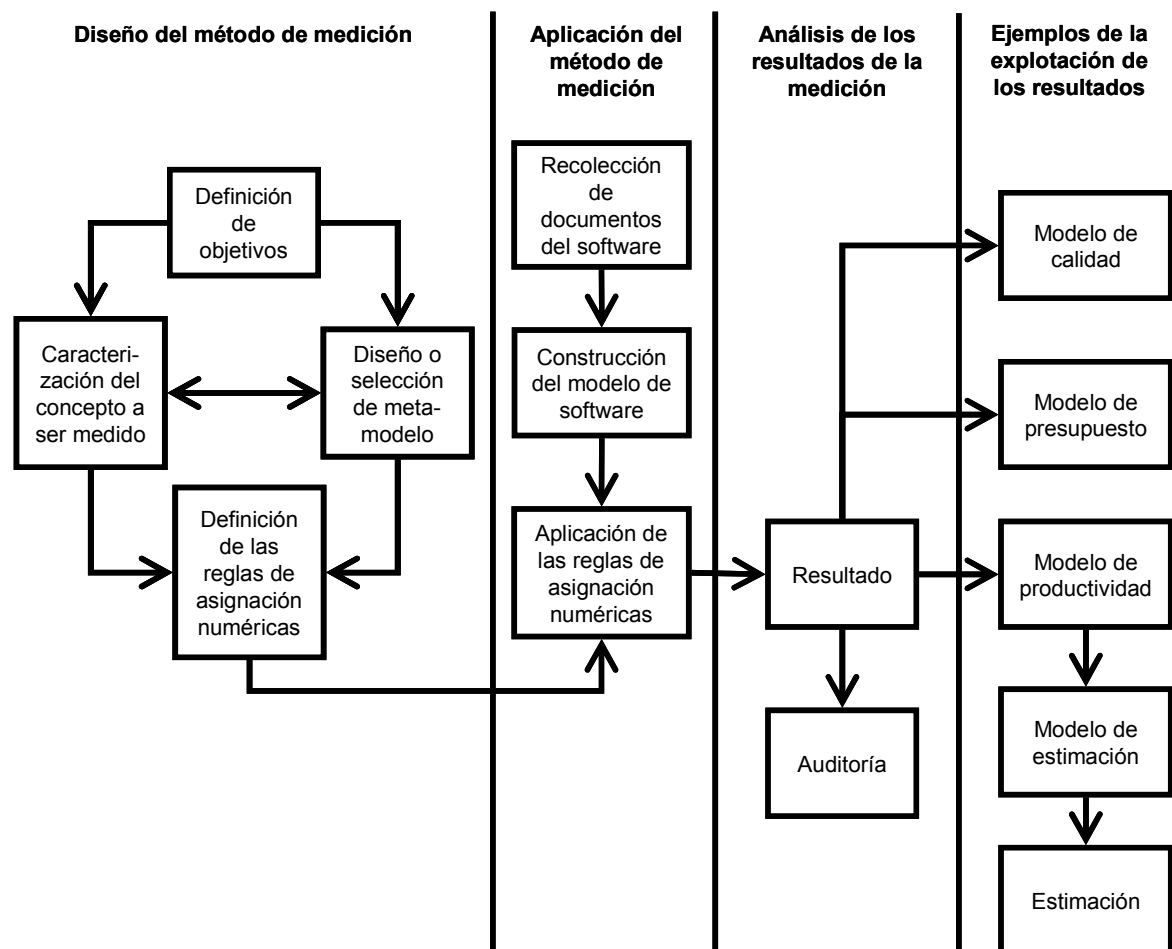 Diseño del método de medición
Aplicación del
método de
medición
Análisis de los
resultados de la
medición
Ejemplos de la
explotación de
los resultados
Definición
de
objetivos
Caracteri-
zación del
concepto a
ser medido
Diseño o
selección
de meta-
modelo
Definición
de las
reglas de
asignación
numéricas
Recolección
de
documentos
del software
Construcción
del modelo de
software
Aplicación de
las reglas de
asignación
numéricas
Resultado
Auditoría
Modelo de
calidad
Modelo de
presupuesto
Modelo de
productividad
Modelo de
estimación
Estimación